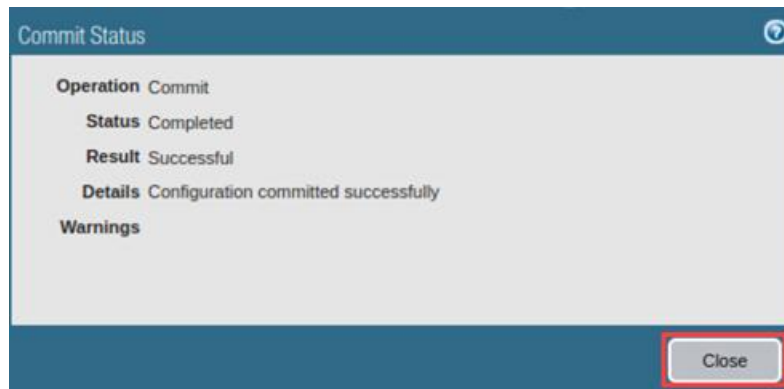 Commit Status
Operation Commit
Status Completed
Result Successful
Details Configuration committed successfully
Warnings
Close